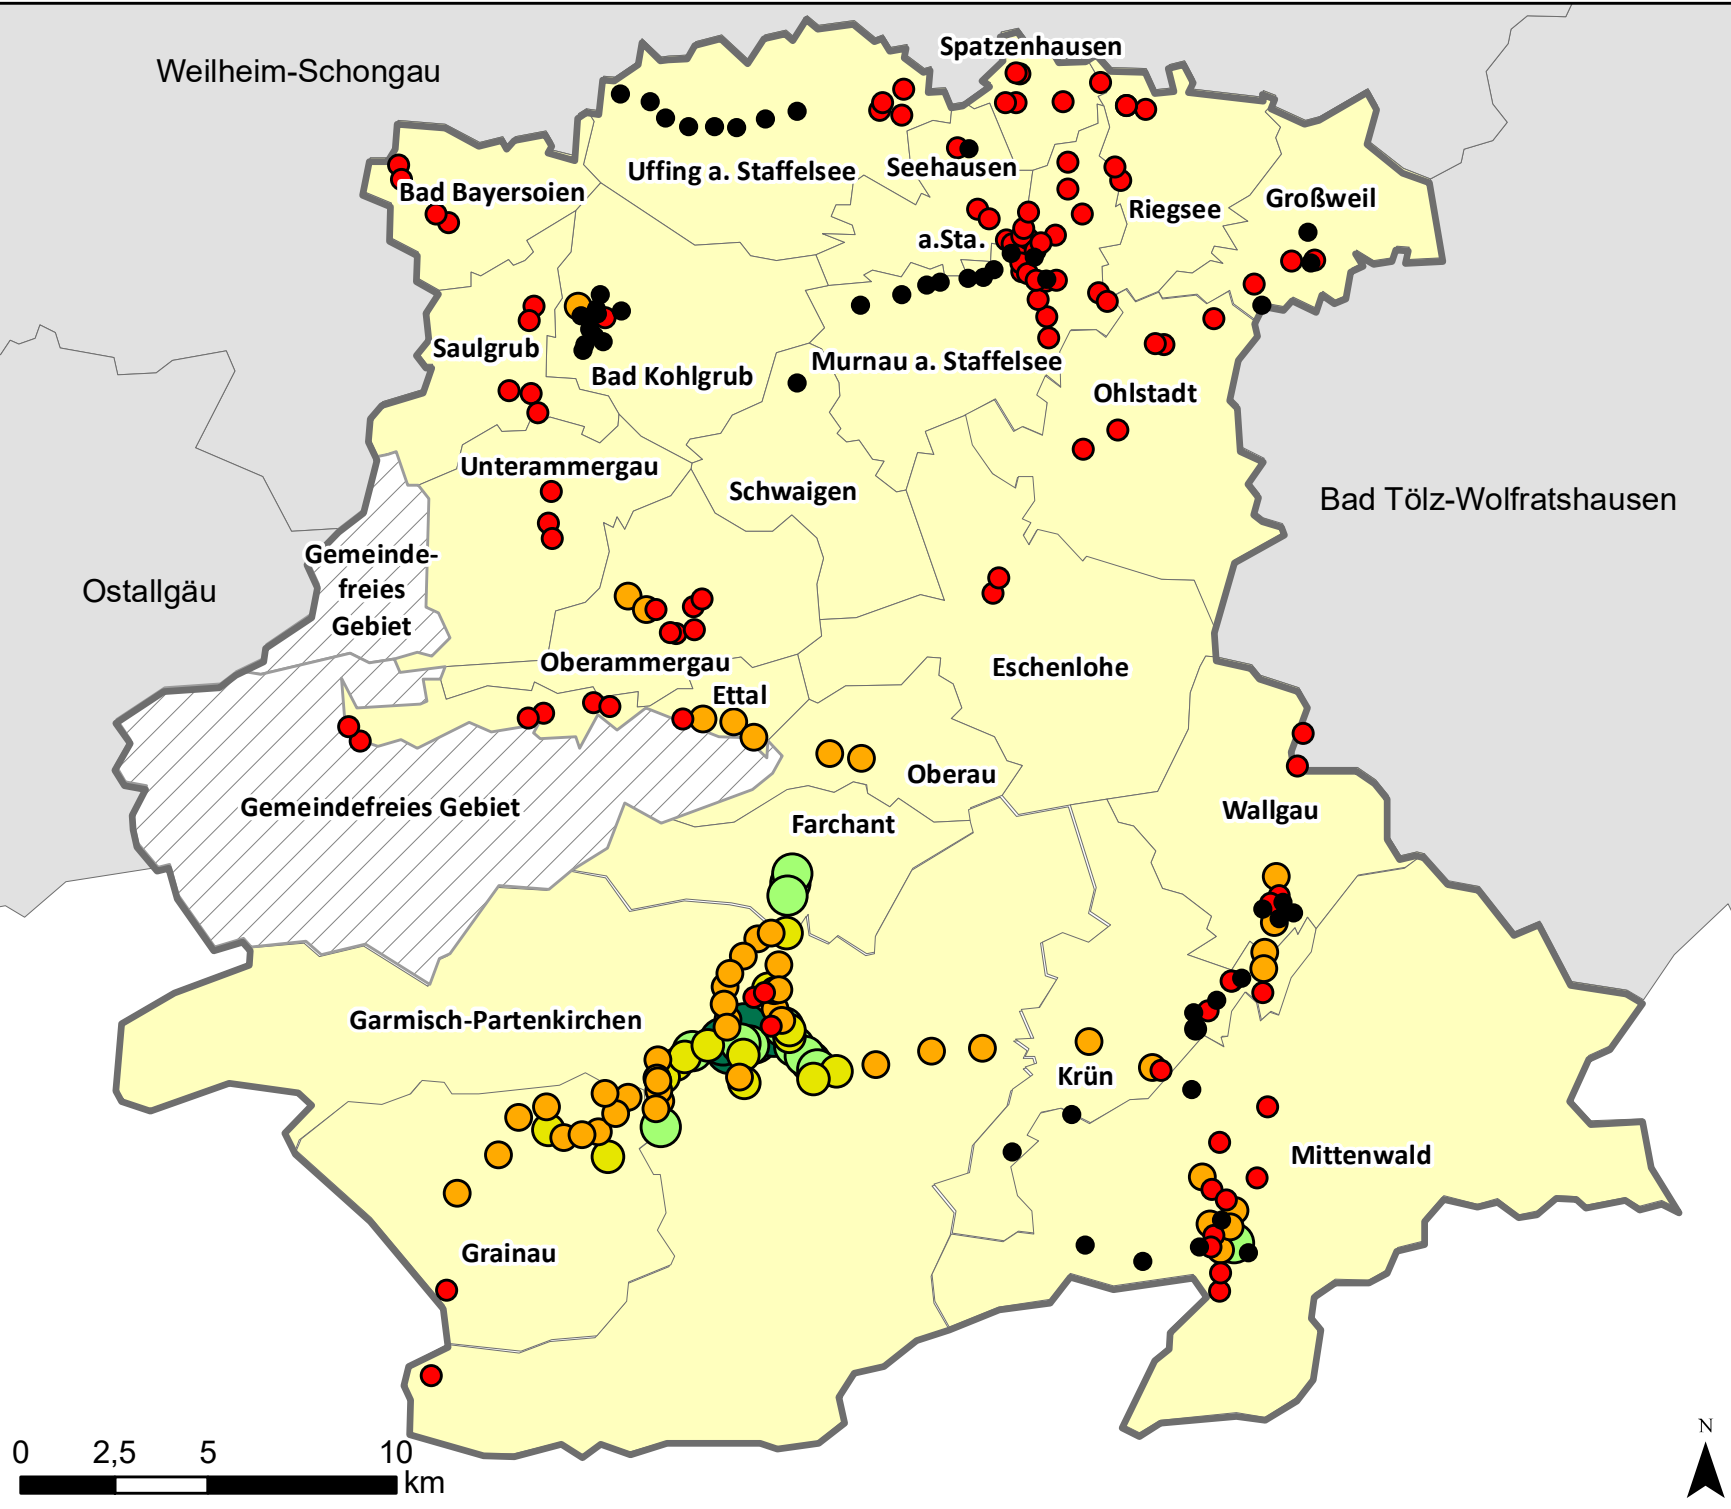 Spatzenhausen
Weilheim-Schongau
Uffing a. Staffelsee
Seehausen
Bad Bayersoien
Großweil
Riegsee
a.Sta.
Saulgrub
Murnau a. Staffelsee
Bad Kohlgrub
Ohlstadt
Unterammergau
Schwaigen
Bad Tölz-Wolfratshausen
Gemeinde-
freies
Gebiet
Ostallgäu
Oberammergau
Eschenlohe
Ettal
Oberau
Gemeindefreies Gebiet
Wallgau
Farchant
Garmisch-Partenkirchen
Krün
Mittenwald
Grainau
N
0 2,5 5 10
km